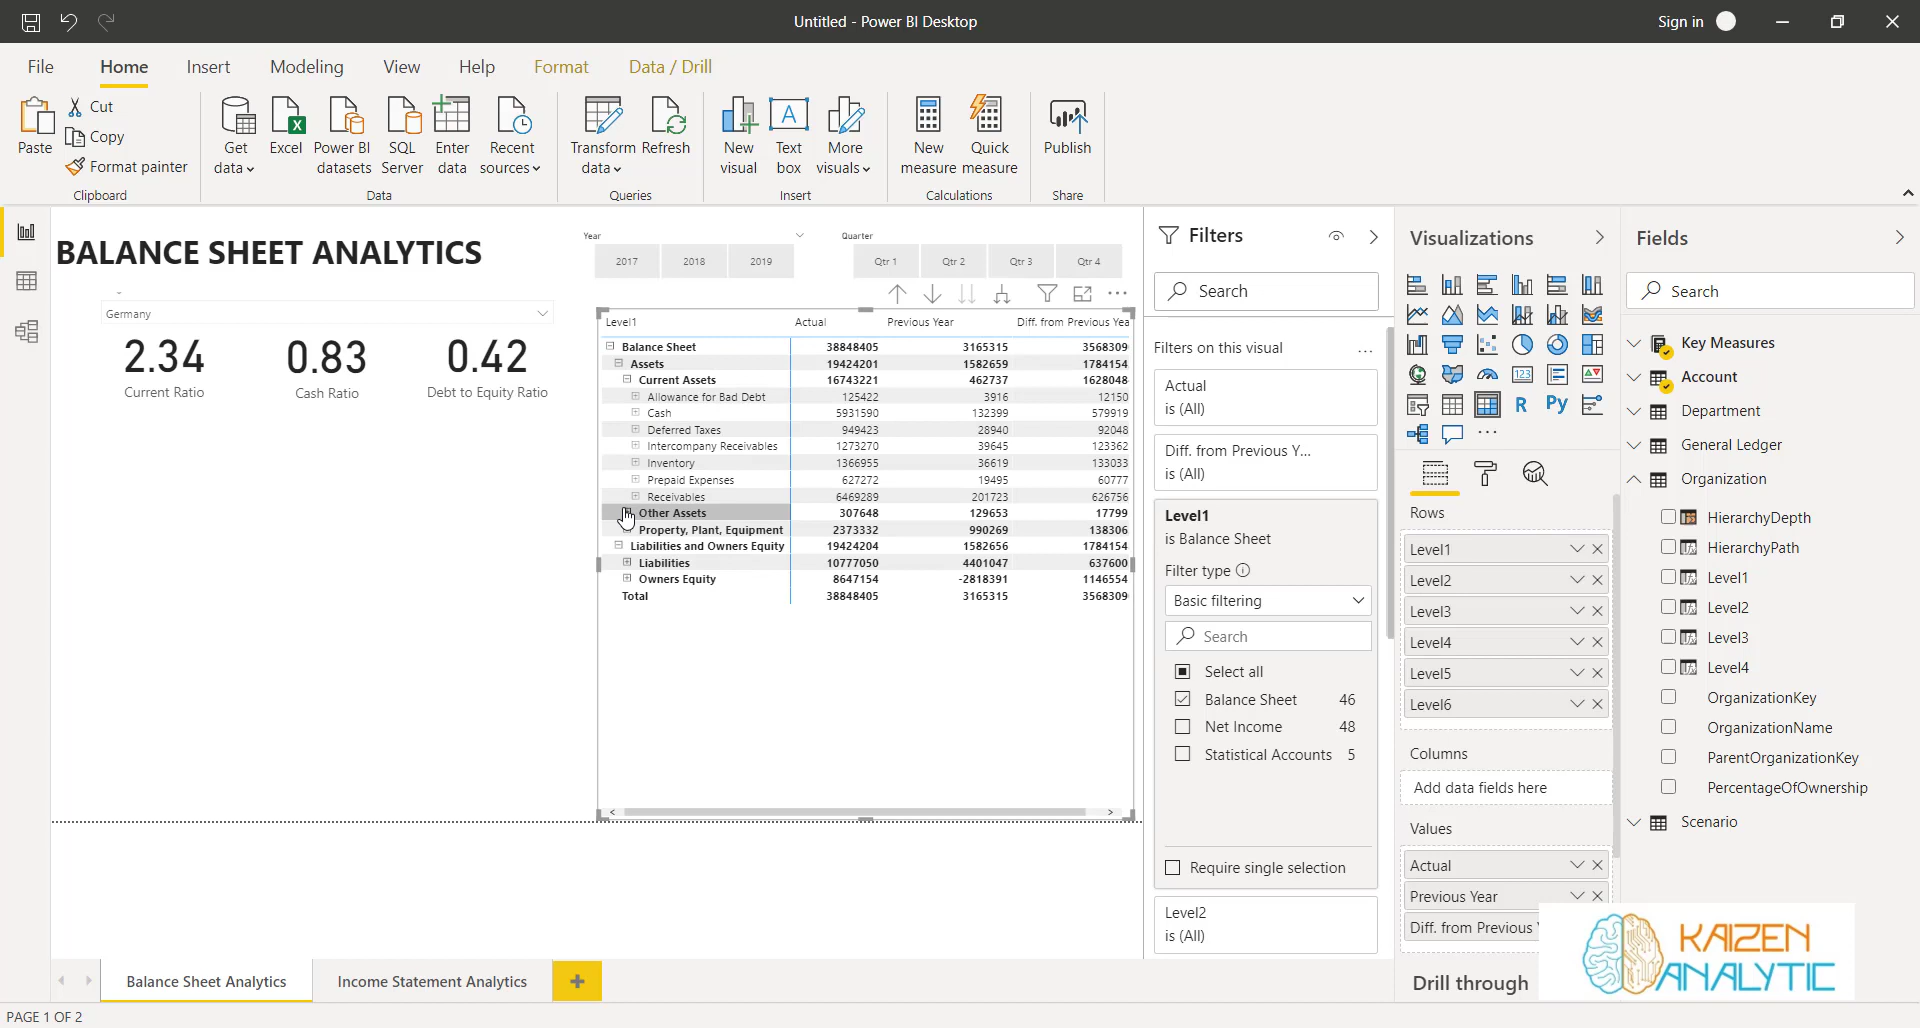 Untitled - Power BI Desktop
Sign in
File
Home
Insert
Modeling
View
Help
Format
Data / Drill
Paste
Cut
Copy
Format painter
Clipboard
Get data
Excel
Power BI datasets
SQL Server
Enter data
Recent sources
Data
Transform data
Refresh
Queries
New visual
Text box
More visuals
Insert
New measure
Quick measure
Calculations
Publish
Share
BALANCE SHEET ANALYTICS
Year
2017 2018 2019
Quarter
Qtr 1 Qtr 2 Qtr 3 Qtr 4
Germany
2.34
Current Ratio
0.83
Cash Ratio
0.42
Debt to Equity Ratio
Level1 Actual Previous Year Diff. from Previous Yea
Balance Sheet 38848405 3165315 3568309
Assets 19424201 1582659 1784154
Current Assets 16743221 462737 1628048
Allowance for Bad Debt 125422 3916 12150
Cash 5931590 132399 579919
Deferred Taxes 949423 28940 92048
Intercompany Receivables 1273270 39645 123362
Inventory 1366955 36619 133033
Prepaid Expenses 627272 19495 60777
Receivables 6469289 201723 626756
Other Assets 307648 129653 17799
Property, Plant, Equipment 2373332 990269 138306
Liabilities and Owners Equity 19424204 1582656 1784154
Liabilities 10777050 4401047 637600
Owners Equity 8647154 -2818391 1146554
Total 38848405 3165315 3568309
Filters
Search
Filters on this visual ...
Actual
is (All)
Diff. from Previous Y...
is (All)
Level1
is Balance Sheet
Filter type
Basic filtering
Search
Select all
Balance Sheet 46
Net Income 48
Statistical Accounts 5
Require single selection
Level2
is (All)
Visualizations
123
R
Py
...
Rows
Level1
Level2
Level3
Level4
Level5
Level6
Columns
Add data fields here
Values
Actual
Previous Year
Diff. from Previous
Drill through
Fields
Search
Key Measures
Account
Department
General Ledger
Organization
HierarchyDepth
HierarchyPath
Level1
Level2
Level3
Level4
OrganizationKey
OrganizationName
ParentOrganizationKey
PercentageOfOwnership
Scenario
KAIZEN
ANALYTIC
Balance Sheet Analytics
Income Statement Analytics
PAGE 1 OF 2